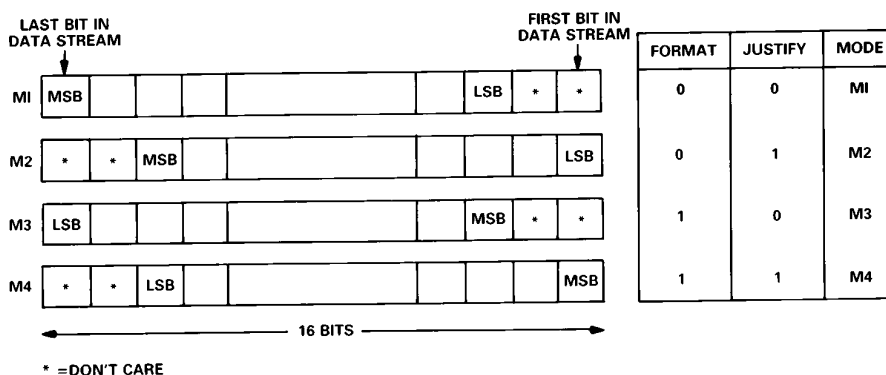 LAST BIT IN
DATA STREAM
FIRST BIT IN
DATA STREAM
FORMAT JUSTIFY MODE
M1 MSB LSB * *
0 0 M1
M2 * * MSB LSB
0 1 M2
M3 LSB MSB * *
1 0 M3
M4 * * LSB MSB
1 1 M4
16 BITS
* =DON'T CARE